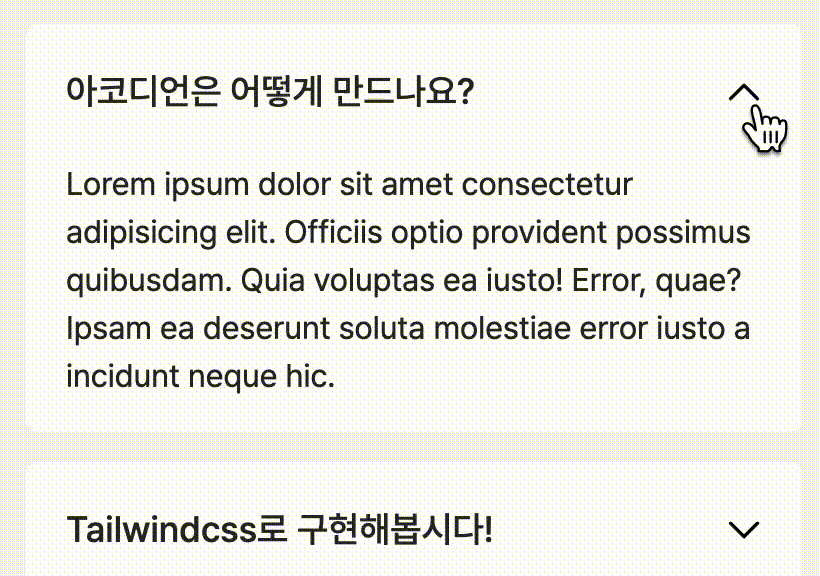 아코디언은 어떻게 만드나요?
Lorem ipsum dolor sit amet consectetur
adipisicing elit. Officiis optio provident possimus
quibusdam. Quia voluptas ea iusto! Error, quae?
Ipsam ea deserunt soluta molestiae error iusto a
incidunt neque hic.
Tailwindcss로 구현해봅시다!